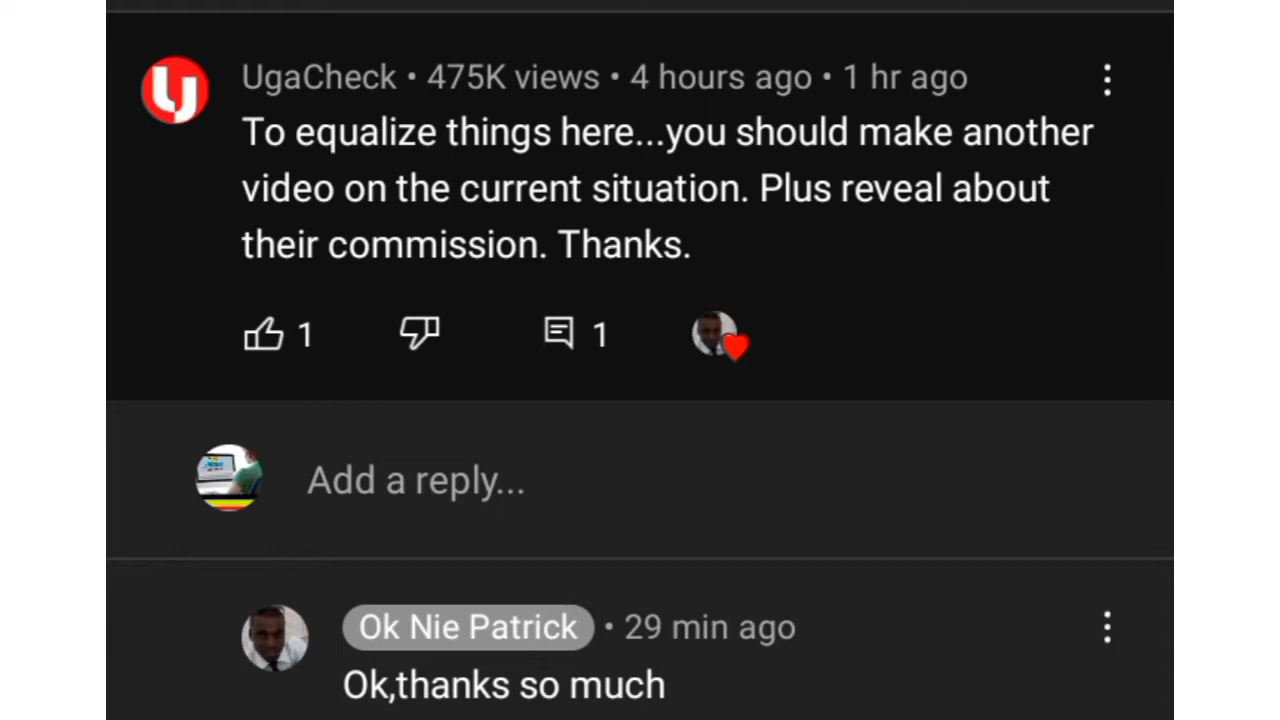 UgaCheck • 475K views • 4 hours ago • 1 hr ago
To equalize things here...you should make another
video on the current situation. Plus reveal about
their commission. Thanks.
1 1
Add a reply...
Ok Nie Patrick • 29 min ago
Ok,thanks so much